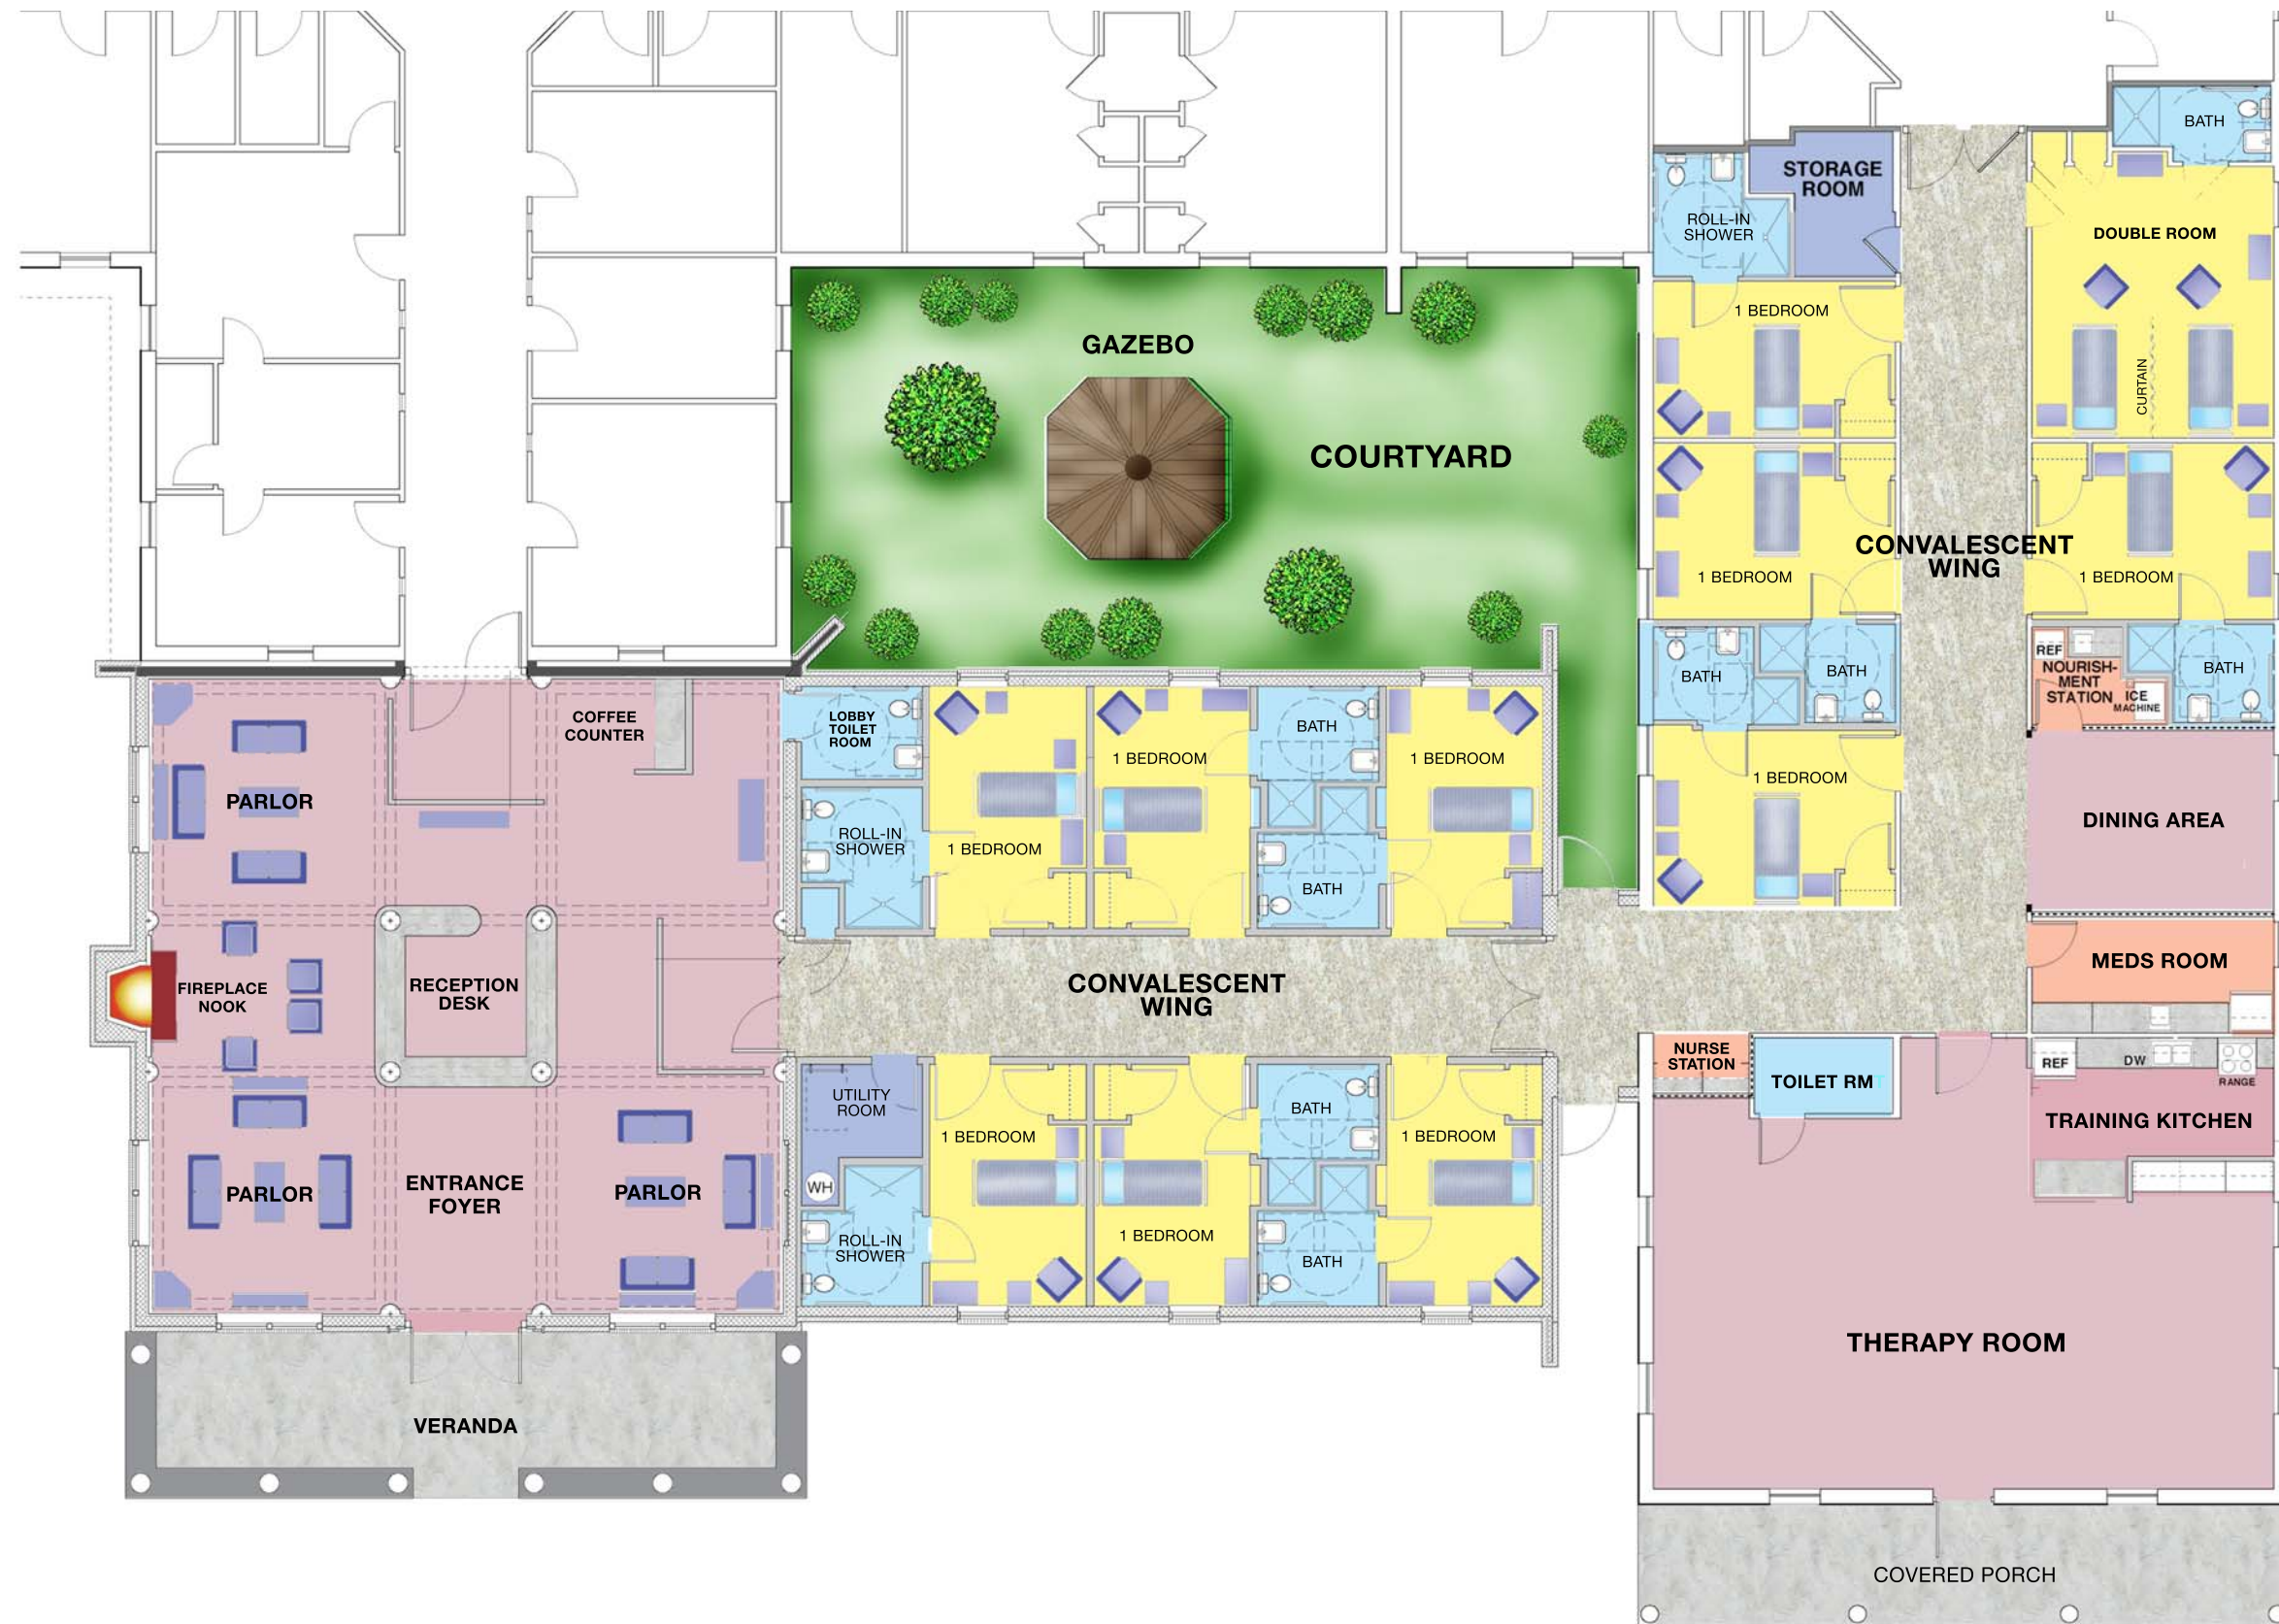 BATH
STORAGE
ROOM
ROLL-IN
SHOWER
DOUBLE ROOM
1 BEDROOM
GAZEBO
CURTAIN
COURTYARD
CONVALESCENT
WING
1 BEDROOM
1 BEDROOM
REF
BATH
BATH
NOURISH-
MENT
STATION
ICE
MACHINE
BATH
COFFEE
COUNTER
LOBBY
TOILET
ROOM
BATH
1 BEDROOM
1 BEDROOM
1 BEDROOM
PARLOR
DINING AREA
ROLL-IN
SHOWER
1 BEDROOM
BATH
MEDS ROOM
FIREPLACE
NOOK
RECEPTION
DESK
CONVALESCENT
WING
NURSE
STATION
TOILET RMT
REF
DW
RANGE
UTILITY
ROOM
BATH
TRAINING KITCHEN
1 BEDROOM
1 BEDROOM
PARLOR
ENTRANCE
FOYER
PARLOR
WH
1 BEDROOM
ROLL-IN
SHOWER
BATH
THERAPY ROOM
VERANDA
COVERED PORCH